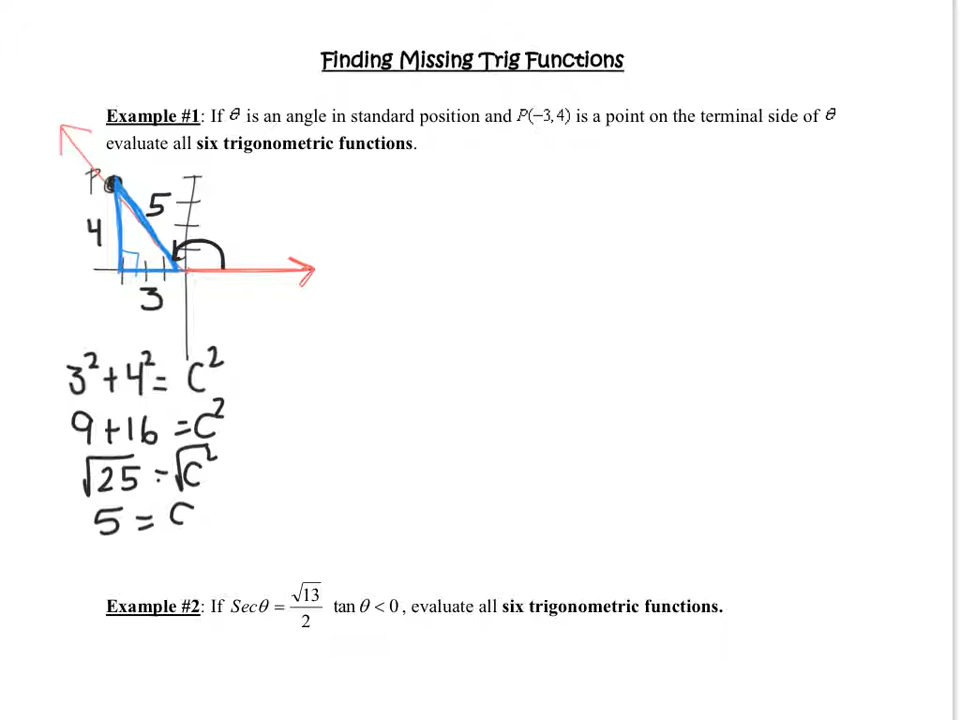 Finding Missing Trig Functions
Example #1: If θ is an angle in standard position and P(−3,4) is a point on the terminal side of θ
evaluate all six trigonometric functions.
P
5
4
3
3² + 4² = C²
9 + 16 = C²
√25 = √C²
5 = C
Example #2: If Secθ = √13/2 tan θ < 0, evaluate all six trigonometric functions.